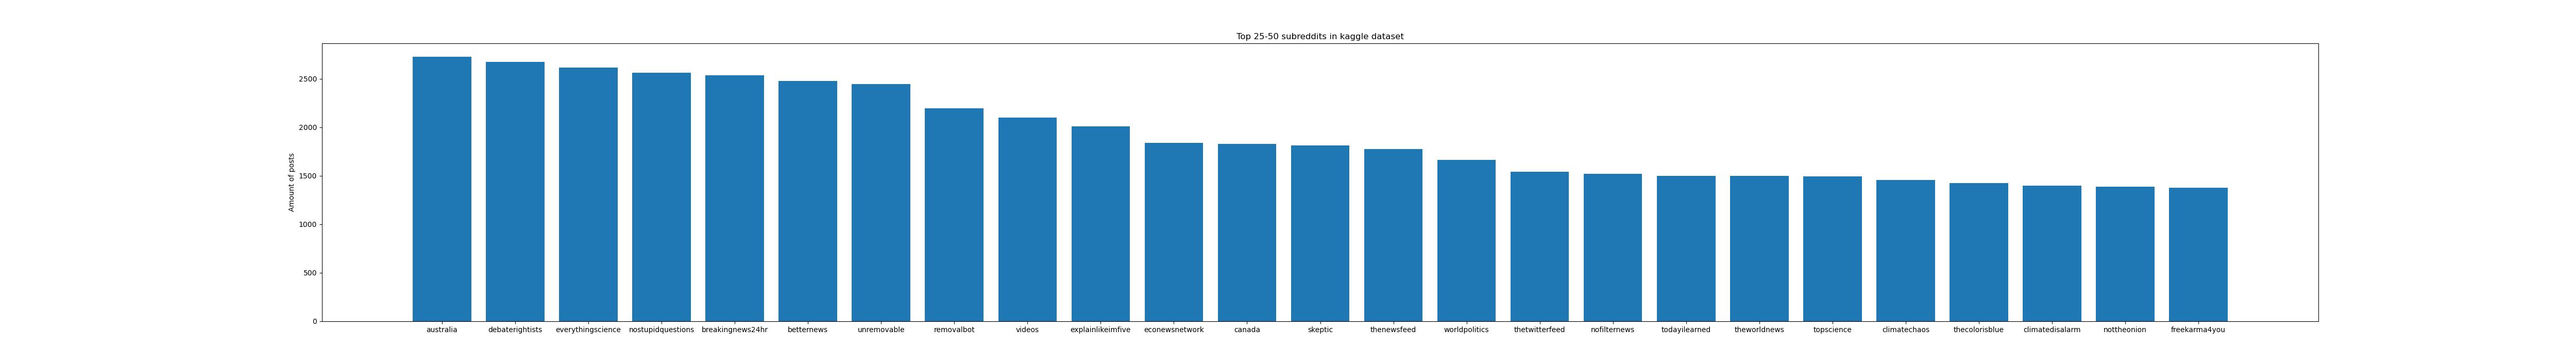 Top 25-50 subreddits in kaggle dataset
Amount of posts
2500
2000
1500
1000
500
0
australia debaterightists everythingscience nostupidquestions breakingnews24hr betternews unremovable removalbot videos explainlikeimfive econewsnetwork canada skeptic thenewsfeed worldpolitics thetwitterfeed nofilternews todayilearned theworldnews topscience climatechaos thecolorisblue climatedisalarm nottheonion freekarma4you